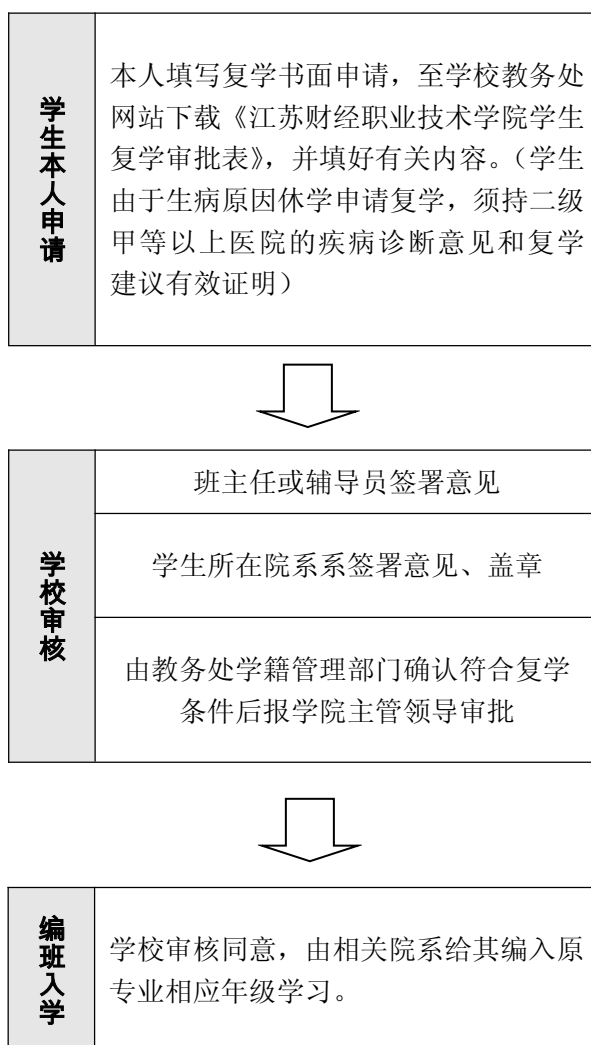 学生本人申请
本人填写复学书面申请，至学校教务处
网站下载《江苏财经职业技术学院学生
复学审批表》，并填好有关内容。（学生
由于生病原因休学申请复学，须持二级
甲等以上医院的疾病诊断意见和复学
建议有效证明）
学校审核
班主任或辅导员签署意见
学生所在院系系签署意见、盖章
由教务处学籍管理部门确认符合复学
条件后报学院主管领导审批
编班入学
学校审核同意，由相关院系给其编入原
专业相应年级学习。